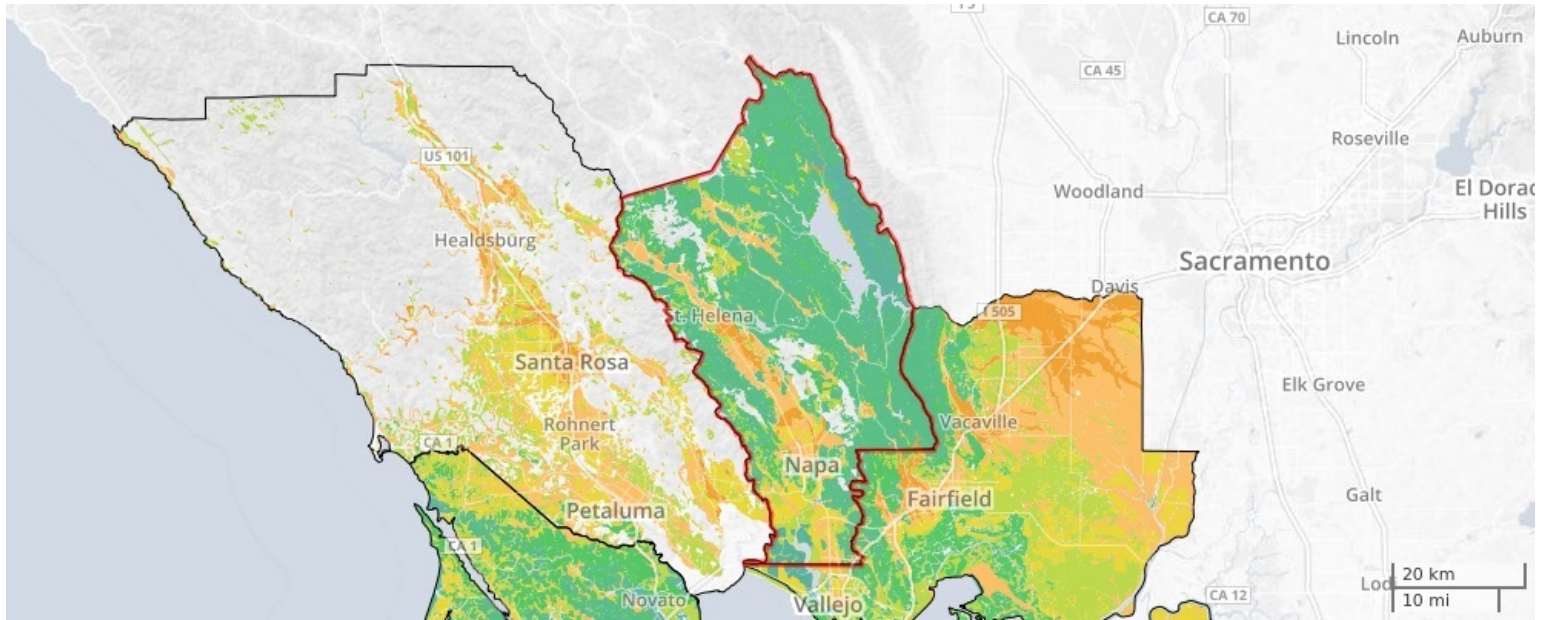 CA 70
Lincoln
Auburn
CA 45
Roseville
US 101
Woodland
El Dorad
Hills
Healdsburg
Sacramento
Davis
t. Helena
505
Santa Rosa
Elk Grove
Rohnert
Park
Vacaville
CA 1
Napa
Fairfield
Galt
Petaluma
CA 1
20 km
Lod
10 mi
CA 12
Novato
Vallejo